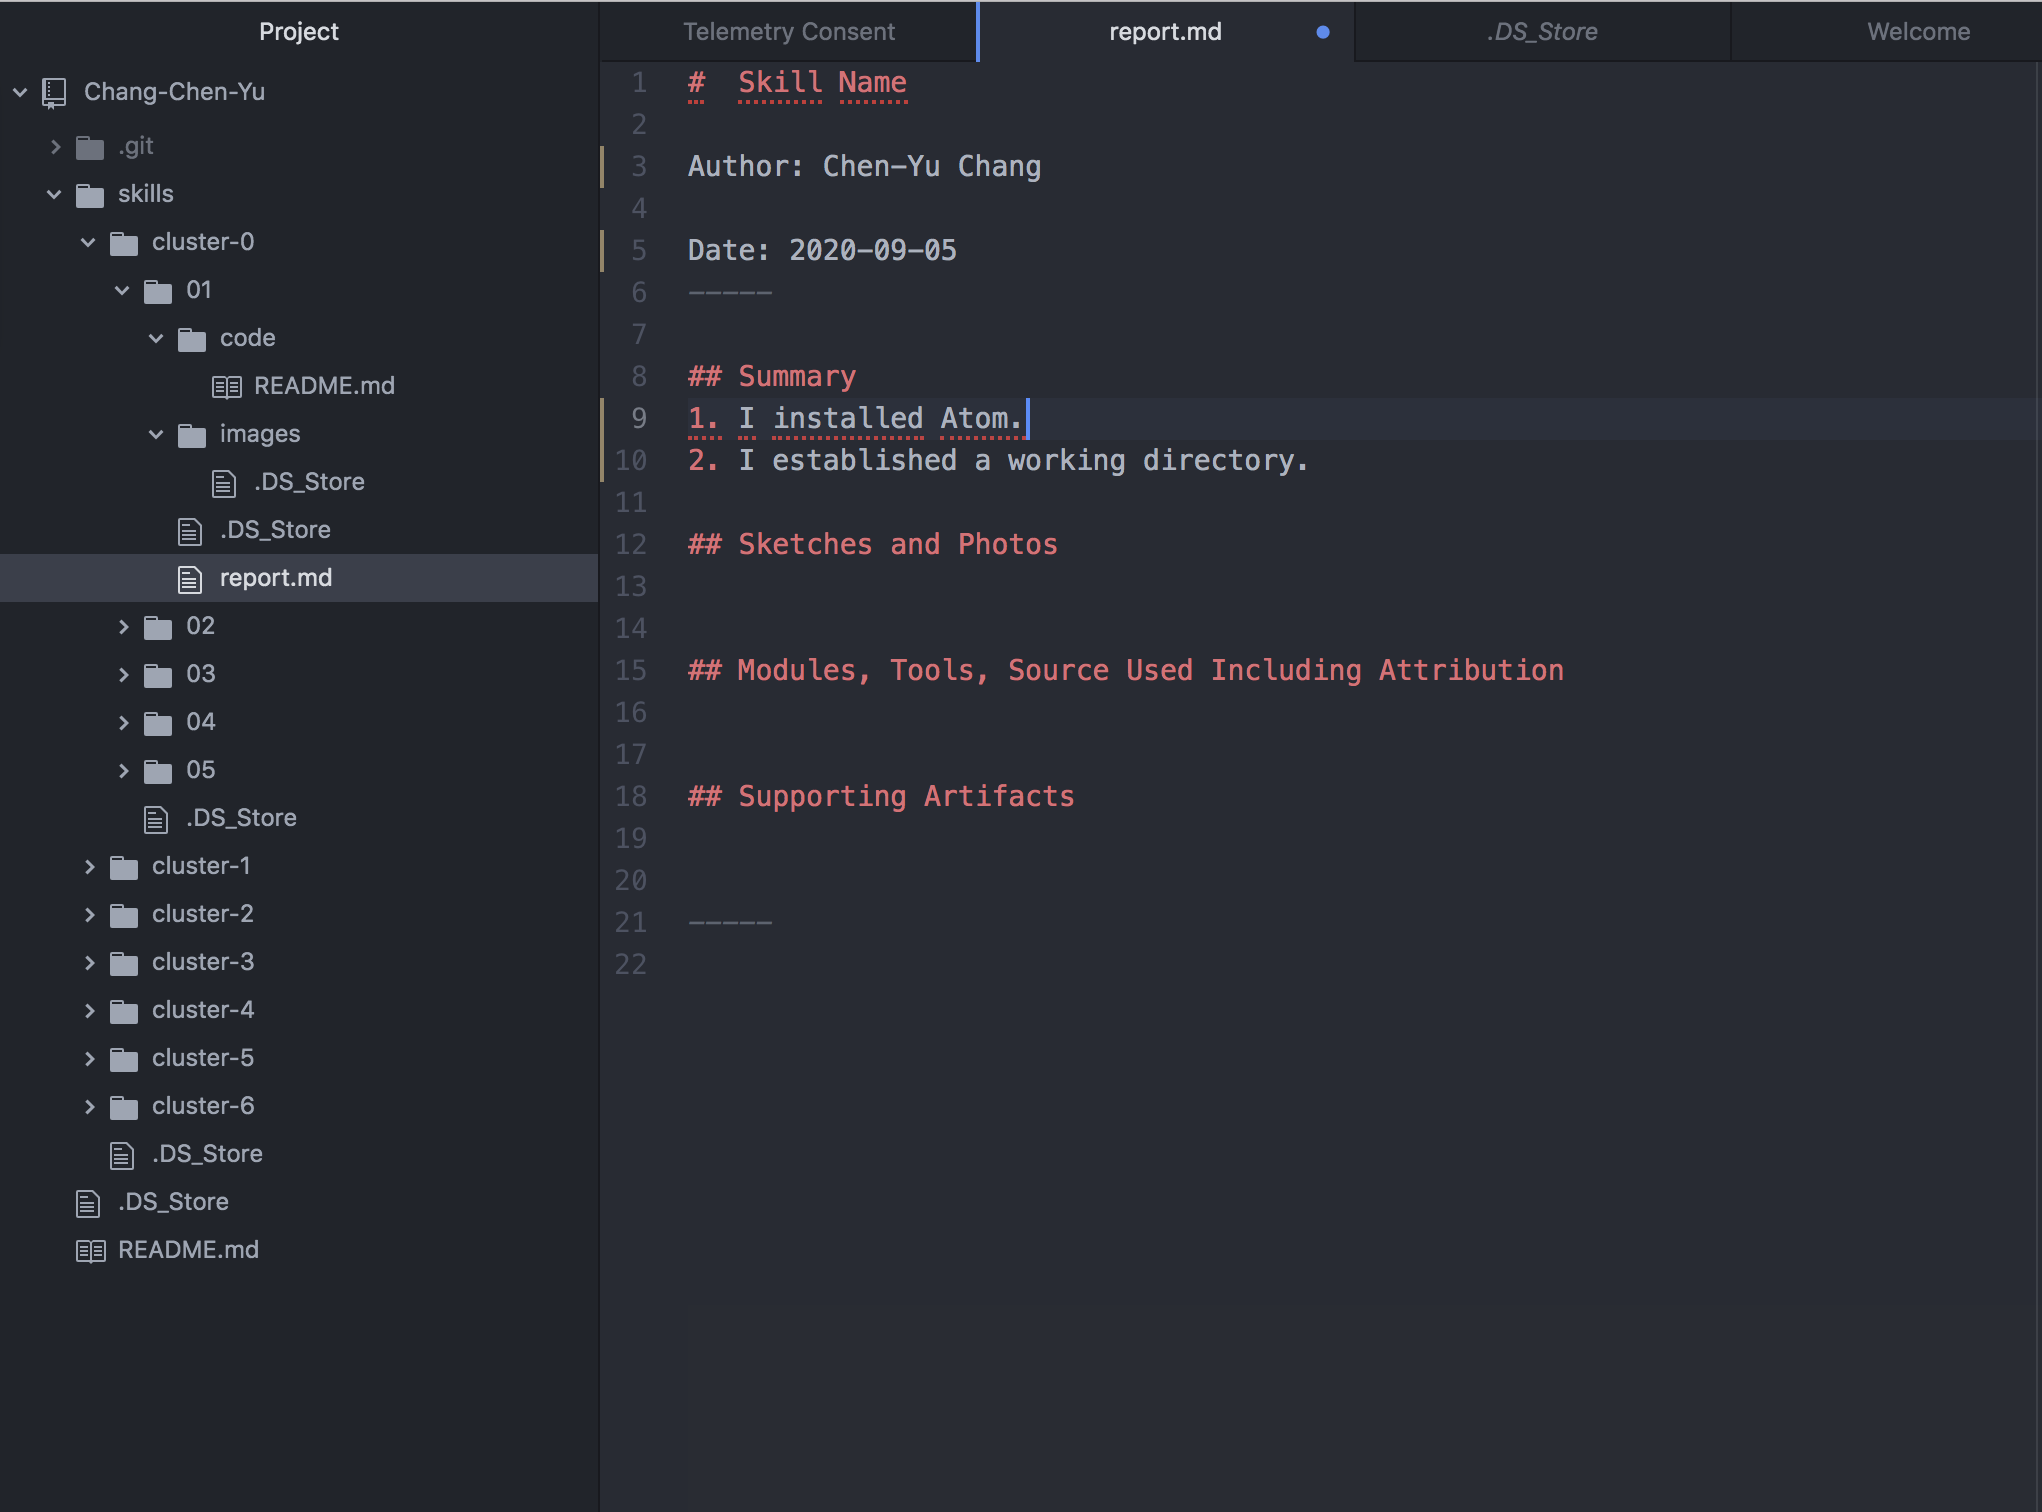 Project
Chang-Chen-Yu
.git
skills
cluster-0
01
code
README.md
images
.DS_Store
.DS_Store
report.md
02
03
04
05
.DS_Store
cluster-1
cluster-2
cluster-3
cluster-4
cluster-5
cluster-6
.DS_Store
.DS_Store
README.md
Telemetry Consent
report.md
.DS_Store
Welcome
1 #  Skill Name
2
3 Author: Chen-Yu Chang
4
5 Date: 2020-09-05
6 -----
7
8 ## Summary
9 1. I installed Atom.
10 2. I established a working directory.
11
12 ## Sketches and Photos
13
14
15 ## Modules, Tools, Source Used Including Attribution
16
17
18 ## Supporting Artifacts
19
20
21 -----
22